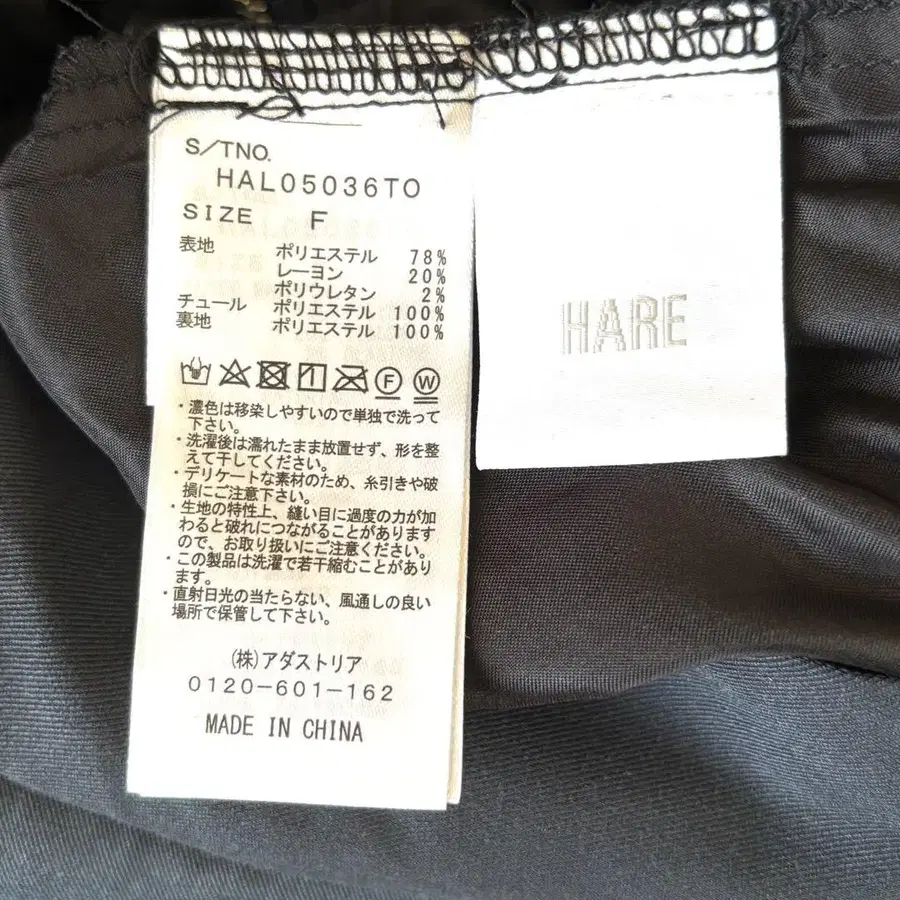 S/TNO.
HAL05036TO
SIZE F
表地 ポリエステル 78%
レーヨン 20%
ポリウレタン 2%
チュール ポリエステル 100%
裏地 ポリエステル 100%
F W
・濃色は移染しやすいので単独で洗って
下さい。
・洗濯後は濡れたまま放置せず、形を整
えて干してください。
・デリケートな素材のため、糸引きや破
損にご注意下さい。
・生地の特性上、縫い目に過度の力が加
わると破れにつながることがあります
ので、お取り扱いにご注意ください。
・この製品は洗濯で若干縮むことがあり
ます。
・直射日光の当たらない、風通しの良い
場所で保管して下さい。
(株)アダストリア
0120-601-162
MADE IN CHINA
HARE